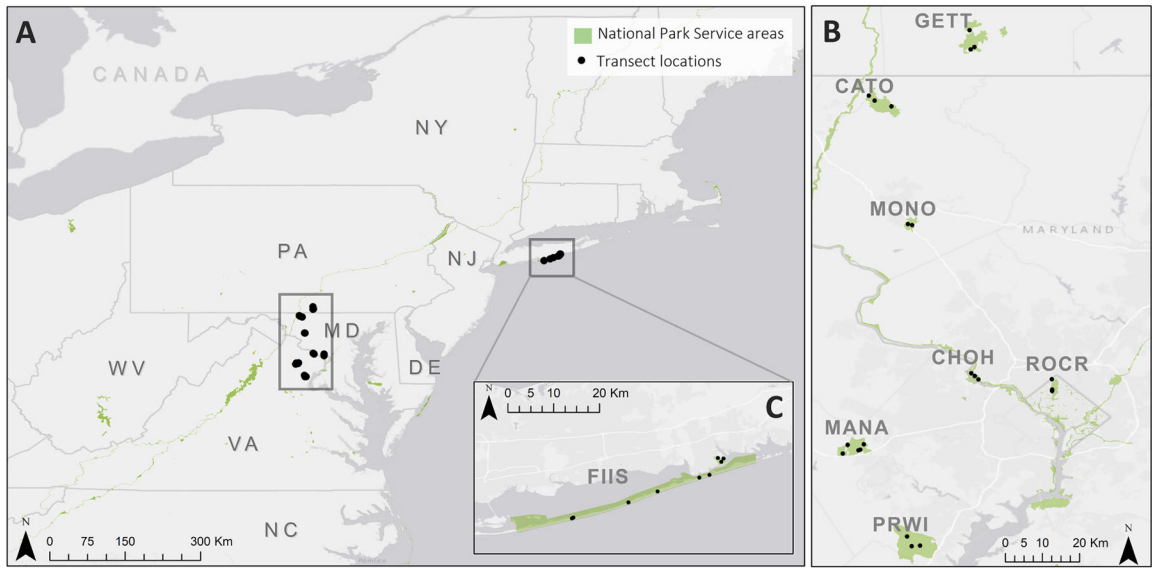 A
National Park Service areas
Transect locations
CANADA
NY
PA
NJ
MD
WV
DE
VA
NC
N
0 75 150 300 Km
N
0 5 10 20 Km
C
FIIS
B
GETT
CATO
MONO
MARYLAND
CHOH
ROCR
MANA
PRWI
N
0 5 10 20 Km